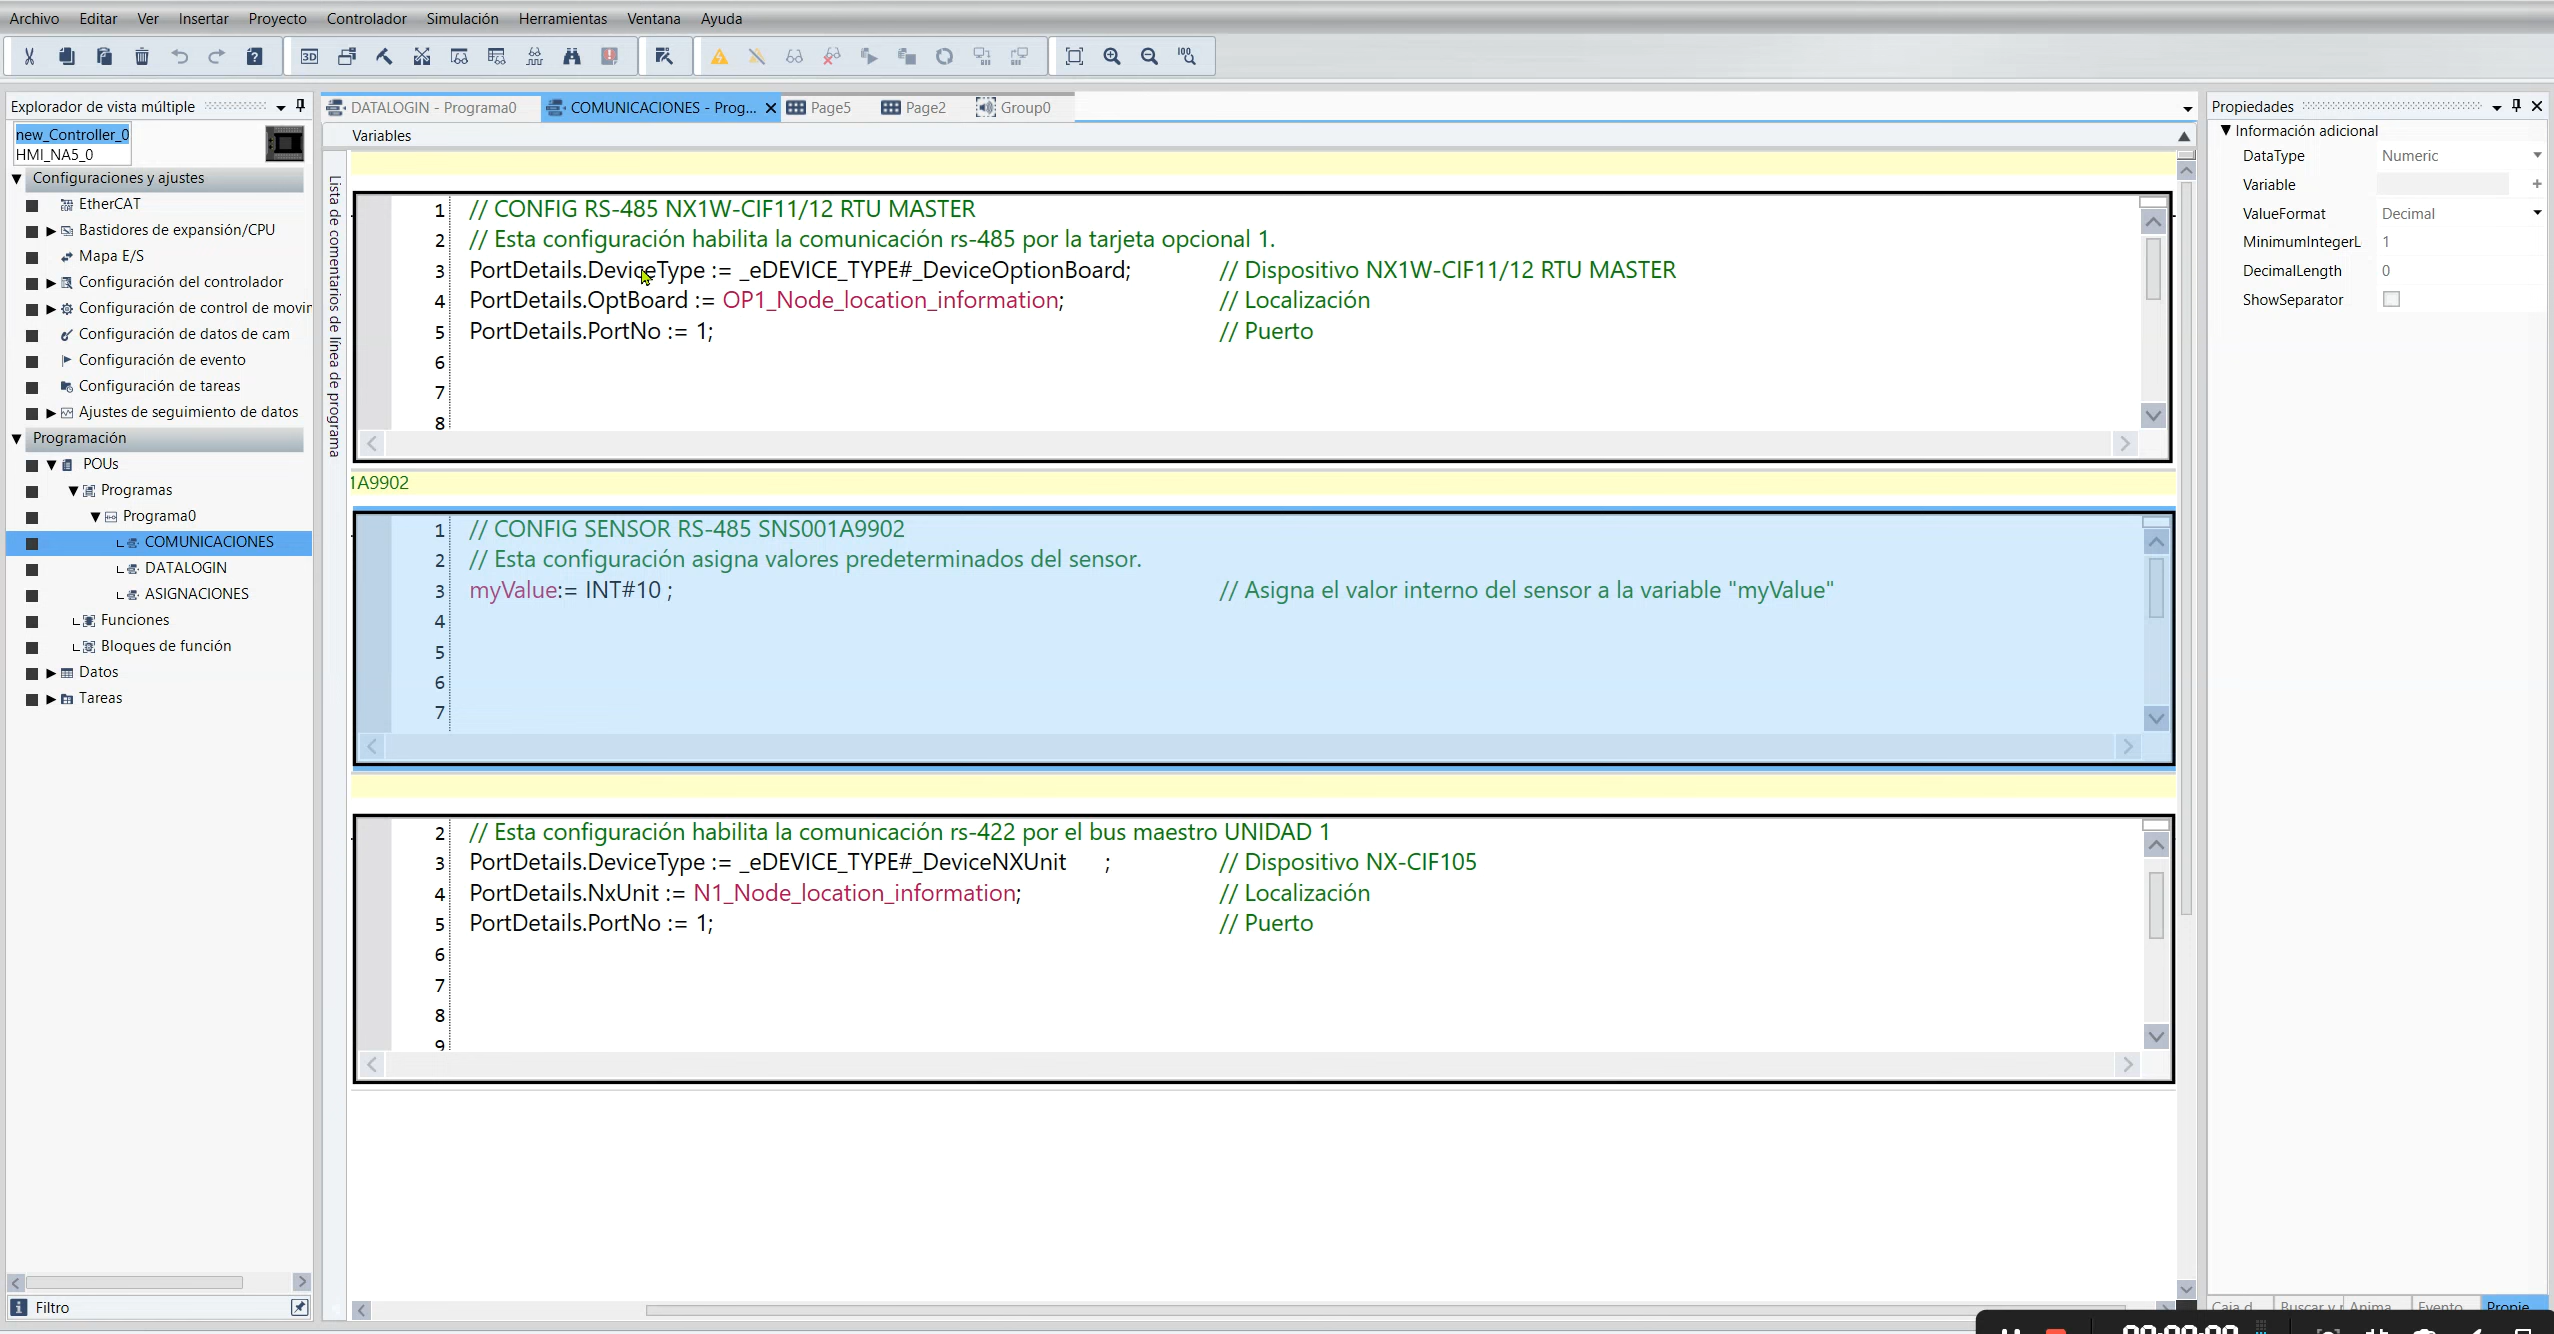 Archivo Editar Ver Insertar Proyecto Controlador Simulación Herramientas Ventana Ayuda
Explorador de vista múltiple
new_Controller_0
HMI_NA5_0
Configuraciones y ajustes
EtherCAT
Bastidores de expansión/CPU
Mapa E/S
Configuración del controlador
Configuración de control de movir
Configuración de datos de cam
Configuración de evento
Configuración de tareas
Ajustes de seguimiento de datos
Programación
POUs
Programas
Programa0
COMUNICACIONES
DATALOGIN
ASIGNACIONES
Funciones
Bloques de función
Datos
Tareas
Filtro
DATALOGIN - Programa0 COMUNICACIONES - Prog... Page5 Page2 Group0
Variables
Lista de comentarios de línea de programa
1 // CONFIG RS-485 NX1W-CIF11/12 RTU MASTER
2 // Esta configuración habilita la comunicación rs-485 por la tarjeta opcional 1.
3 PortDetails.DeviceType := _eDEVICE_TYPE#_DeviceOptionBoard; // Dispositivo NX1W-CIF11/12 RTU MASTER
4 PortDetails.OptBoard := OP1_Node_location_information; // Localización
5 PortDetails.PortNo := 1; // Puerto
6
7
8
1A9902
1 // CONFIG SENSOR RS-485 SNS001A9902
2 // Esta configuración asigna valores predeterminados del sensor.
3 myValue:= INT#10 ; // Asigna el valor interno del sensor a la variable "myValue"
4
5
6
7
2 // Esta configuración habilita la comunicación rs-422 por el bus maestro UNIDAD 1
3 PortDetails.DeviceType := _eDEVICE_TYPE#_DeviceNXUnit ; // Dispositivo NX-CIF105
4 PortDetails.NxUnit := N1_Node_location_information; // Localización
5 PortDetails.PortNo := 1; // Puerto
6
7
8
9
Propiedades
Información adicional
DataType Numeric
Variable
ValueFormat Decimal
MinimumIntegerL 1
DecimalLength 0
ShowSeparator
Caja d Buscar y r Anima Evento Propie